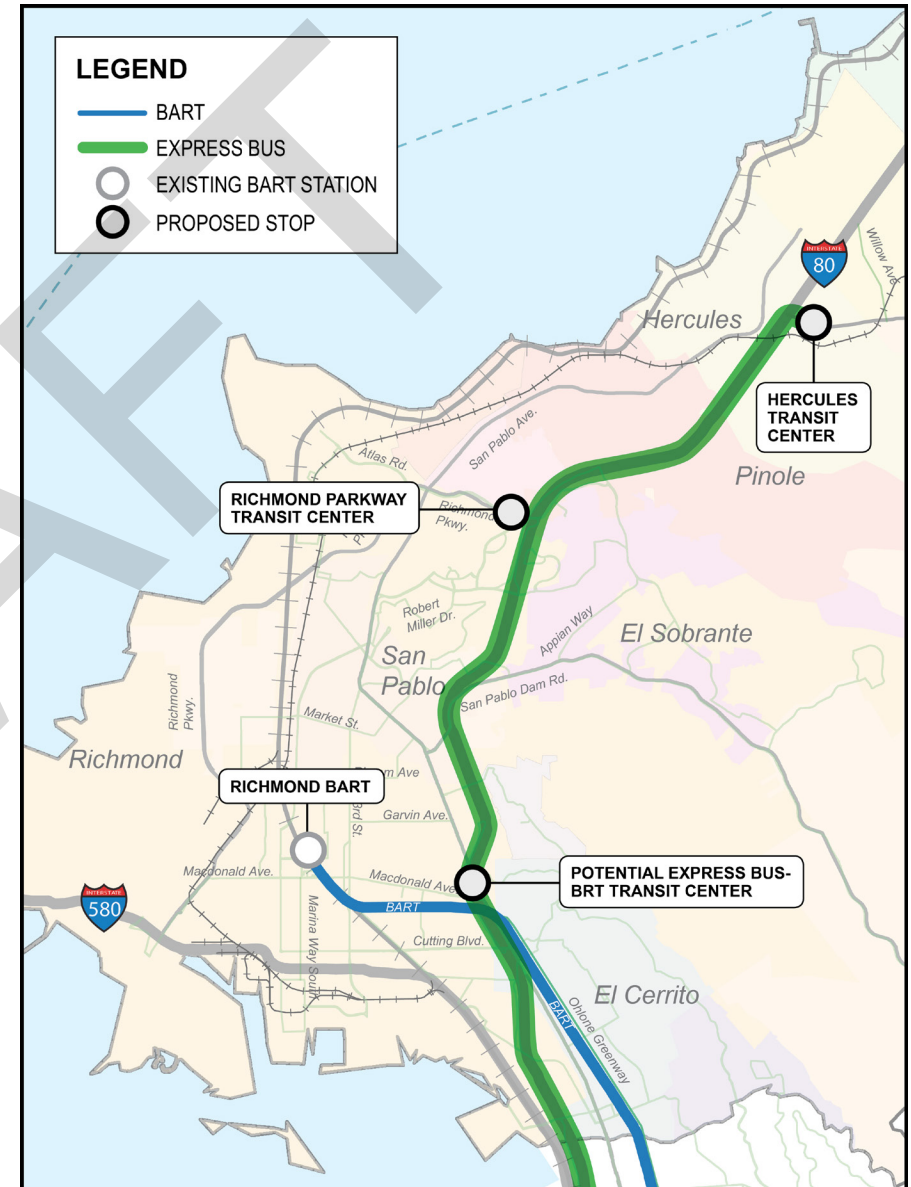 LEGEND
BART
EXPRESS BUS
EXISTING BART STATION
PROPOSED STOP
INTERSTATE
80
Willow Ave
Hercules
HERCULES
TRANSIT
CENTER
San Pablo Ave.
Atlas Rd.
Pinole
RICHMOND PARKWAY
TRANSIT CENTER
Richmond
Pkwy.
Robert
Miller Dr.
Appian Way
El Sobrante
San
Pablo
San Pablo Dam Rd.
Richmond
Pkwy.
Market St.
Richmond
RICHMOND BART
Ave
Garvin Ave.
St.
Macdonald Ave.
Macdonald Ave
POTENTIAL EXPRESS BUS-
BRT TRANSIT CENTER
INTERSTATE
580
BART
Marina Way South
Cutting Blvd.
El Cerrito
BART
Ohlone Greenway